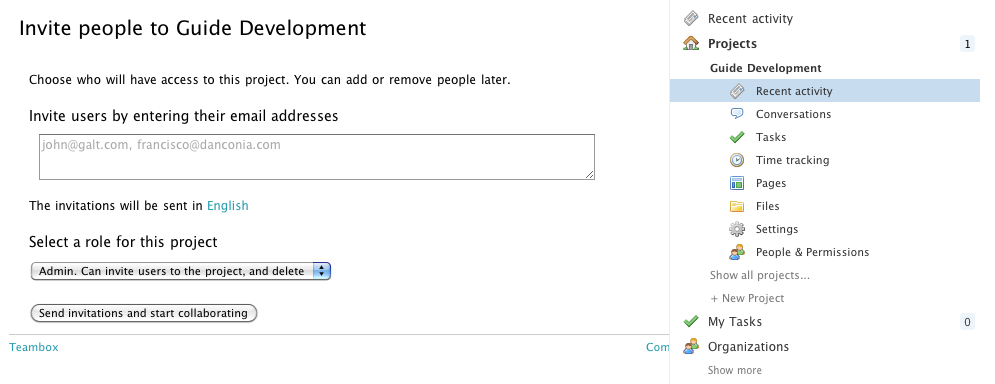 Invite people to Guide Development
Choose who will have access to this project. You can add or remove people later.
Invite users by entering their email addresses
john@galt.com, francisco@danconia.com
The invitations will be sent in English
Select a role for this project
Admin. Can invite users to the project, and delete
Send invitations and start collaborating
Teambox
Com
Recent activity
Projects 1
Guide Development
Recent activity
Conversations
Tasks
Time tracking
Pages
Files
Settings
People & Permissions
Show all projects...
+ New Project
My Tasks 0
Organizations
Show more